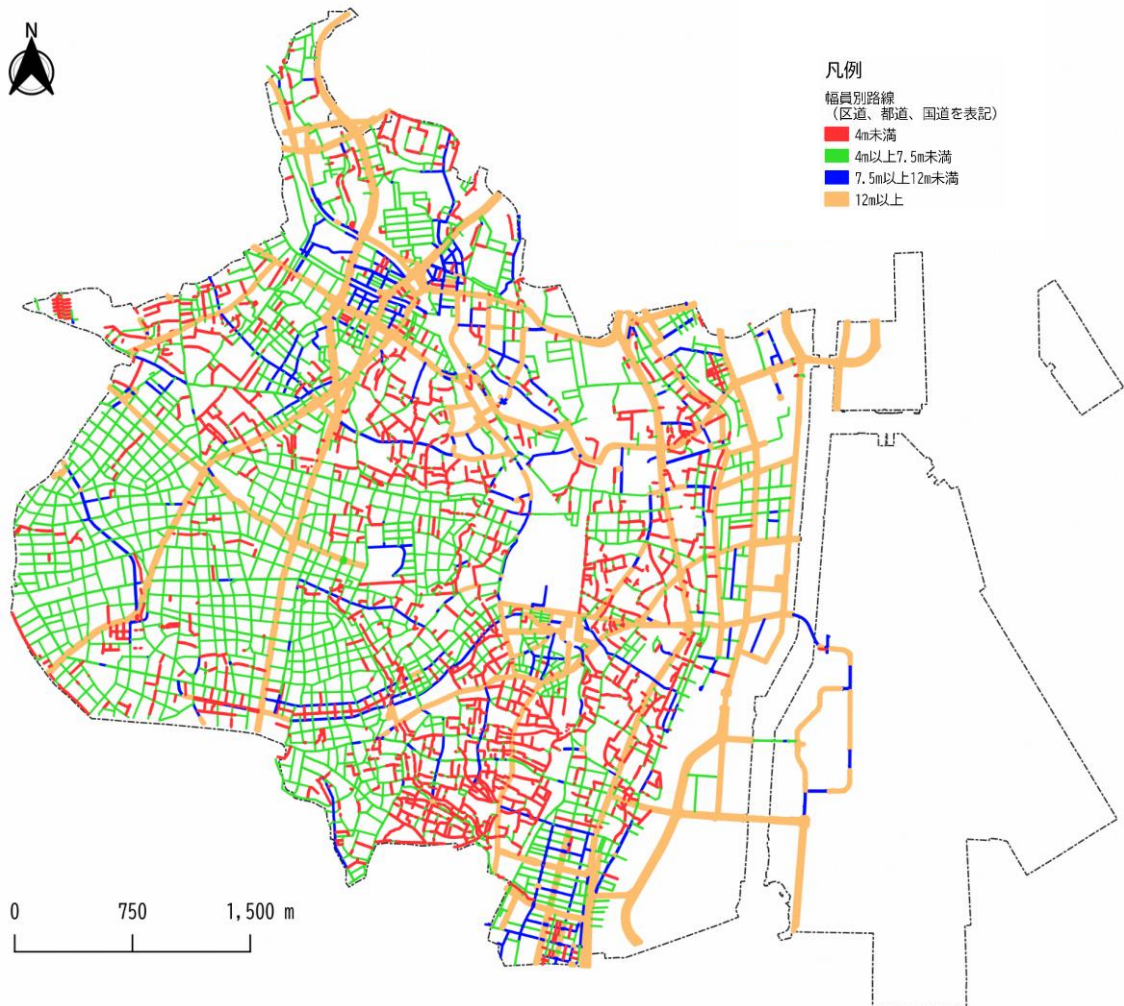 N
凡例
幅員別路線
(区道、都道、国道を表記)
4m未満
4m以上7.5m未満
7.5m以上12m未満
12m以上
0 750 1,500 m